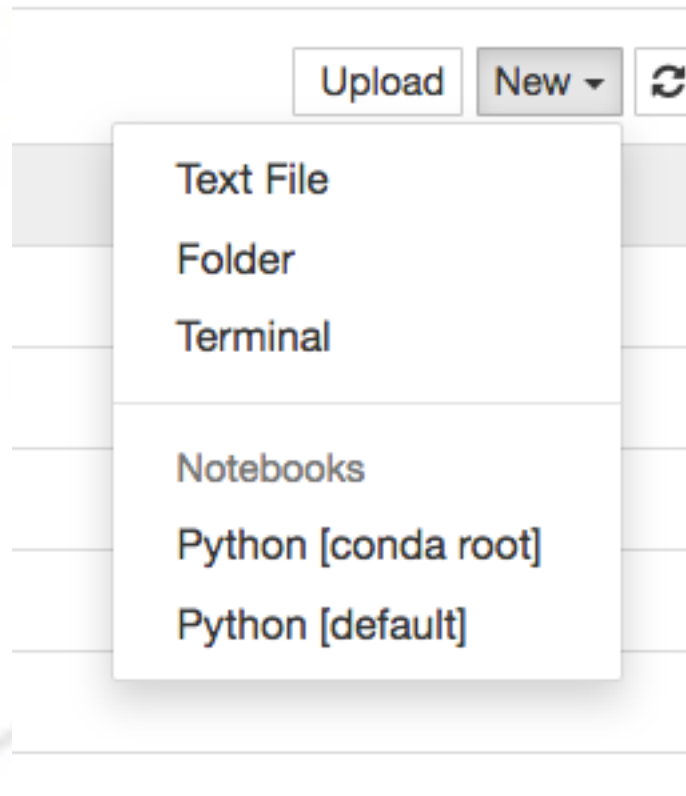 Upload New
Text File
Folder
Terminal
Notebooks
Python [conda root]
Python [default]